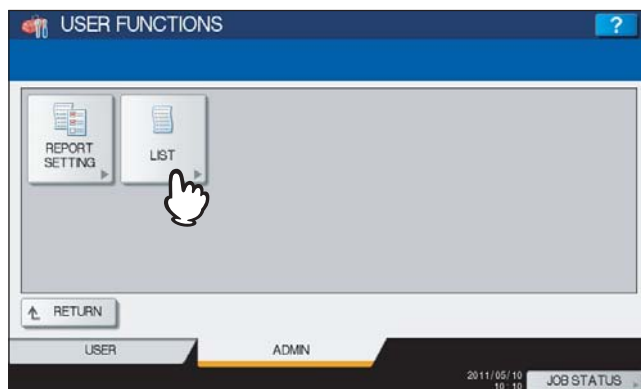 USER FUNCTIONS
?
REPORT
SETTING
LIST
RETURN
USER
ADMIN
2011/05/10
10:10
JOB STATUS